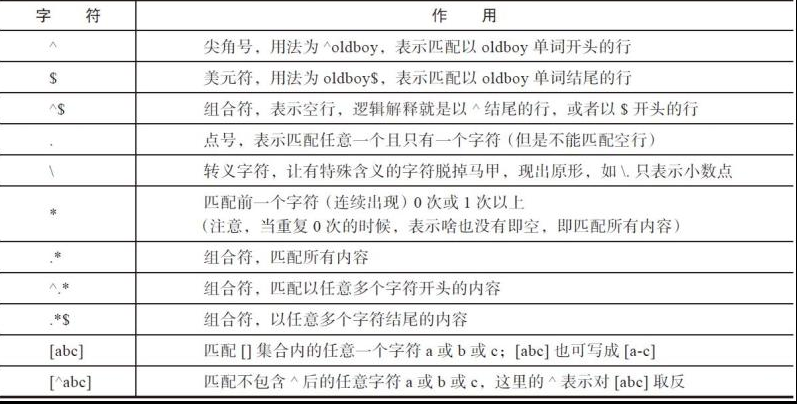 字 符 作 用
^ 尖角号，用法为 ^oldboy，表示匹配以 oldboy 单词开头的行
$ 美元符，用法为 oldboy$，表示匹配以 oldboy 单词结尾的行
^$ 组合符，表示空行，逻辑解释就是以 ^ 结尾的行，或者以 $ 开头的行
. 点号，表示匹配任意一个且只有一个字符（但是不能匹配空行）
\ 转义字符，让有特殊含义的字符脱掉马甲，现出原形，如 \. 只表示小数点
* 匹配前一个字符（连续出现）0 次或 1 次以上
（注意，当重复 0 次的时候，表示啥也没有即空，即匹配所有内容）
.* 组合符，匹配所有内容
^.* 组合符，匹配以任意多个字符开头的内容
.*$ 组合符，以任意多个字符结尾的内容
[abc] 匹配 [] 集合内的任意一个字符 a 或 b 或 c；[abc] 也可写成 [a-c]
[^abc] 匹配不包含 ^ 后的任意字符 a 或 b 或 c，这里的 ^ 表示对 [abc] 取反